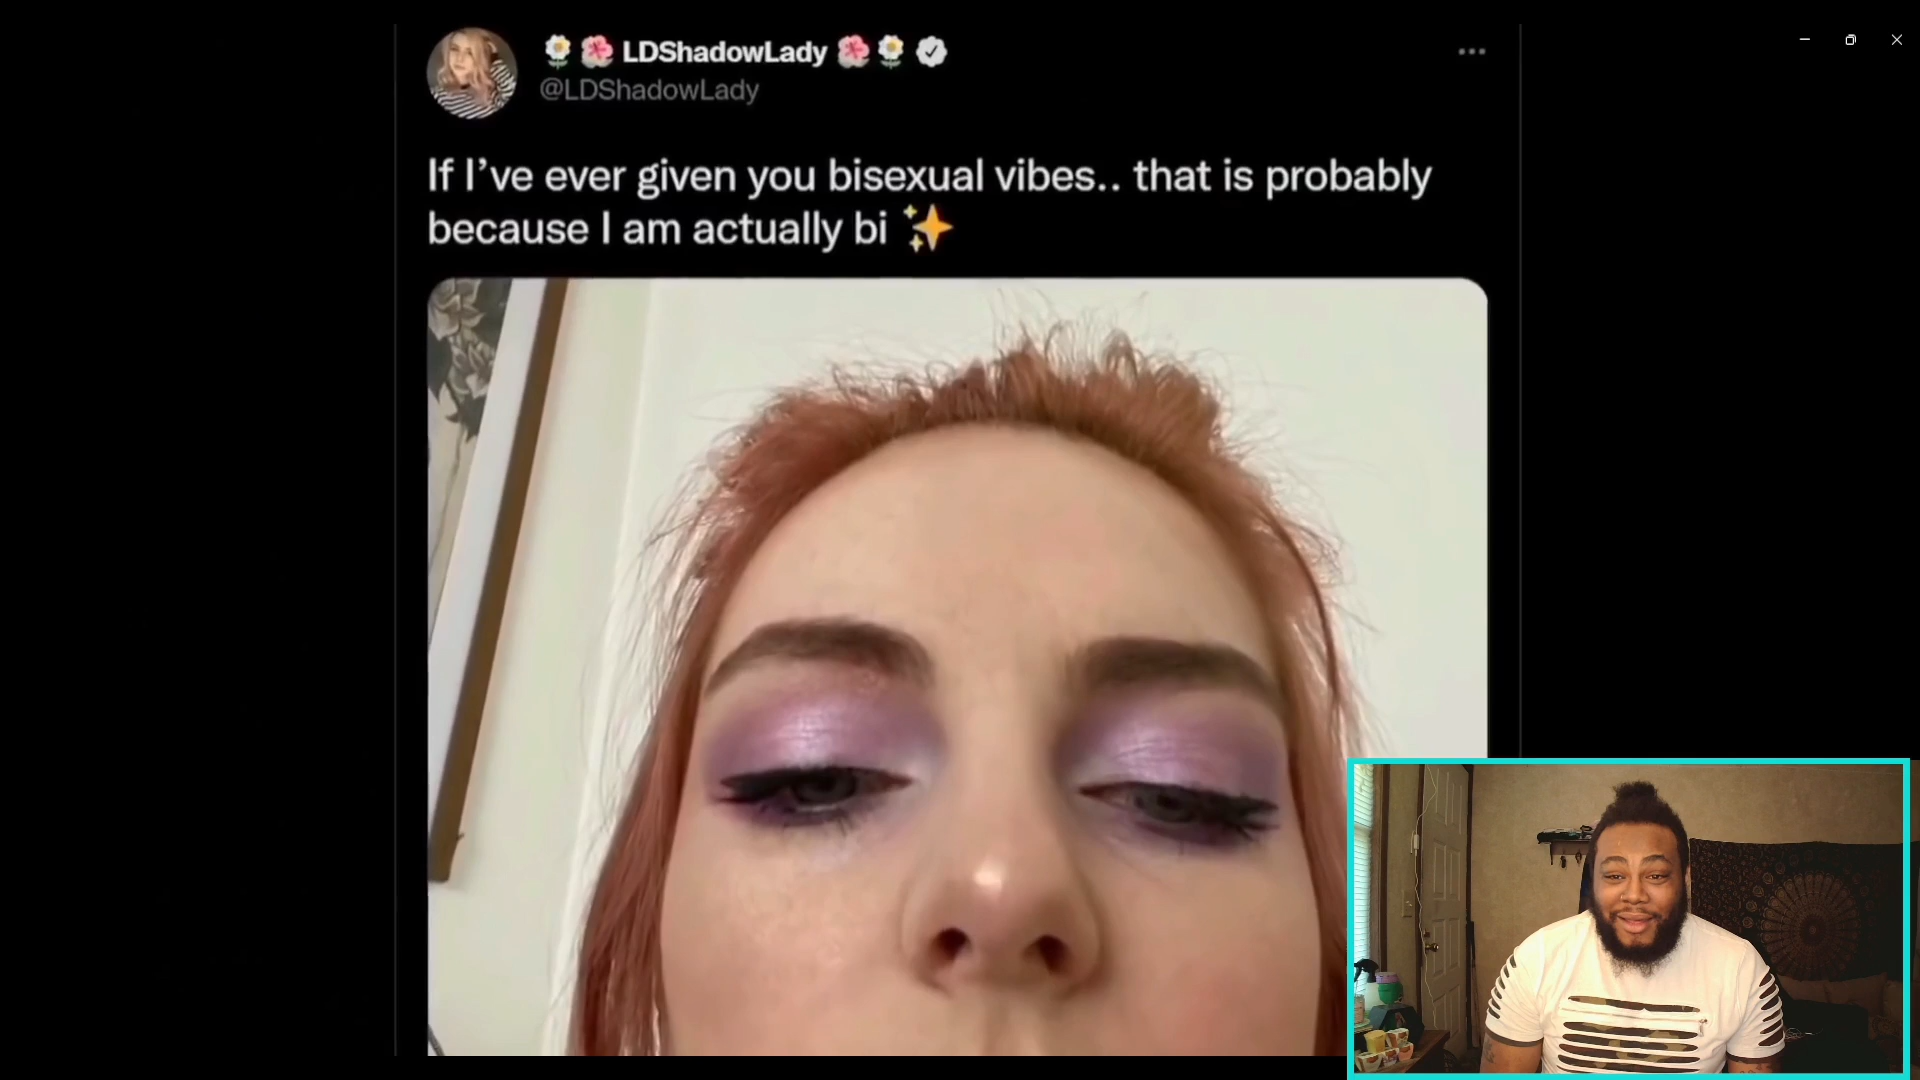 🌼🌸 LDShadowLady 🌸🌼
@LDShadowLady
If I’ve ever given you bisexual vibes.. that is probably
because I am actually bi ✨